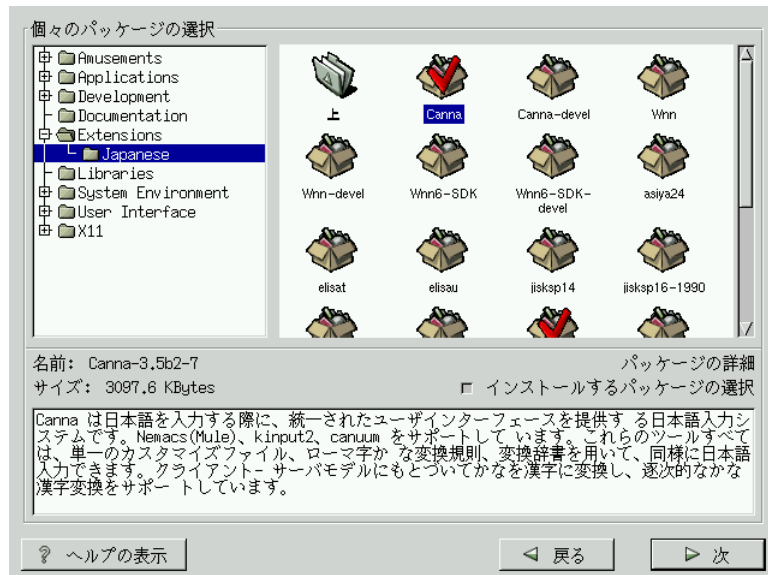 個々のパッケージの選択
Amusements
Applications
Development
Documentation
Extensions
Japanese
Libraries
System Environment
User Interface
X11
上
Canna
Canna-devel
Wnn
Wnn-devel
Wnn6-SDK
Wnn6-SDK-
devel
asiya24
elisat
elisau
jisksp14
jisksp16-1990
名前: Canna-3.5b2-7
パッケージの詳細
サイズ: 3097.6 KBytes
インストールするパッケージの選択
Canna は日本語を入力する際に、統一されたユーザインターフェースを提供す る日本語入力シ
ステムです。Nemacs(Mule)、kinput2、canuum をサポートして います。これらのツールすべて
は、単一のカスタマイズファイル、ローマ字か な変換規則、変換辞書を用いて、同様に日本語
入力できます。クライアント- サーバモデルにもとづいてかなを漢字に変換し、逐次的なかな
漢字変換をサポー トしています。
? ヘルプの表示
戻る
次